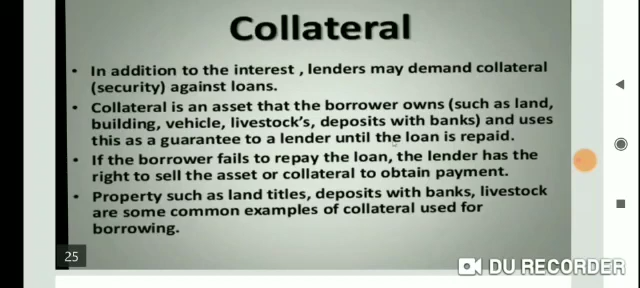 Collateral
• In addition to the interest , lenders may demand collateral
(security) against loans.
• Collateral is an asset that the borrower owns (such as land,
building, vehicle, livestock's, deposits with banks) and uses
this as a guarantee to a lender until the loan is repaid.
• If the borrower fails to repay the loan, the lender has the
right to sell the asset or collateral to obtain payment.
• Property such as land titles, deposits with banks, livestock
are some common examples of collateral used for
borrowing.
25
DU RECORDER